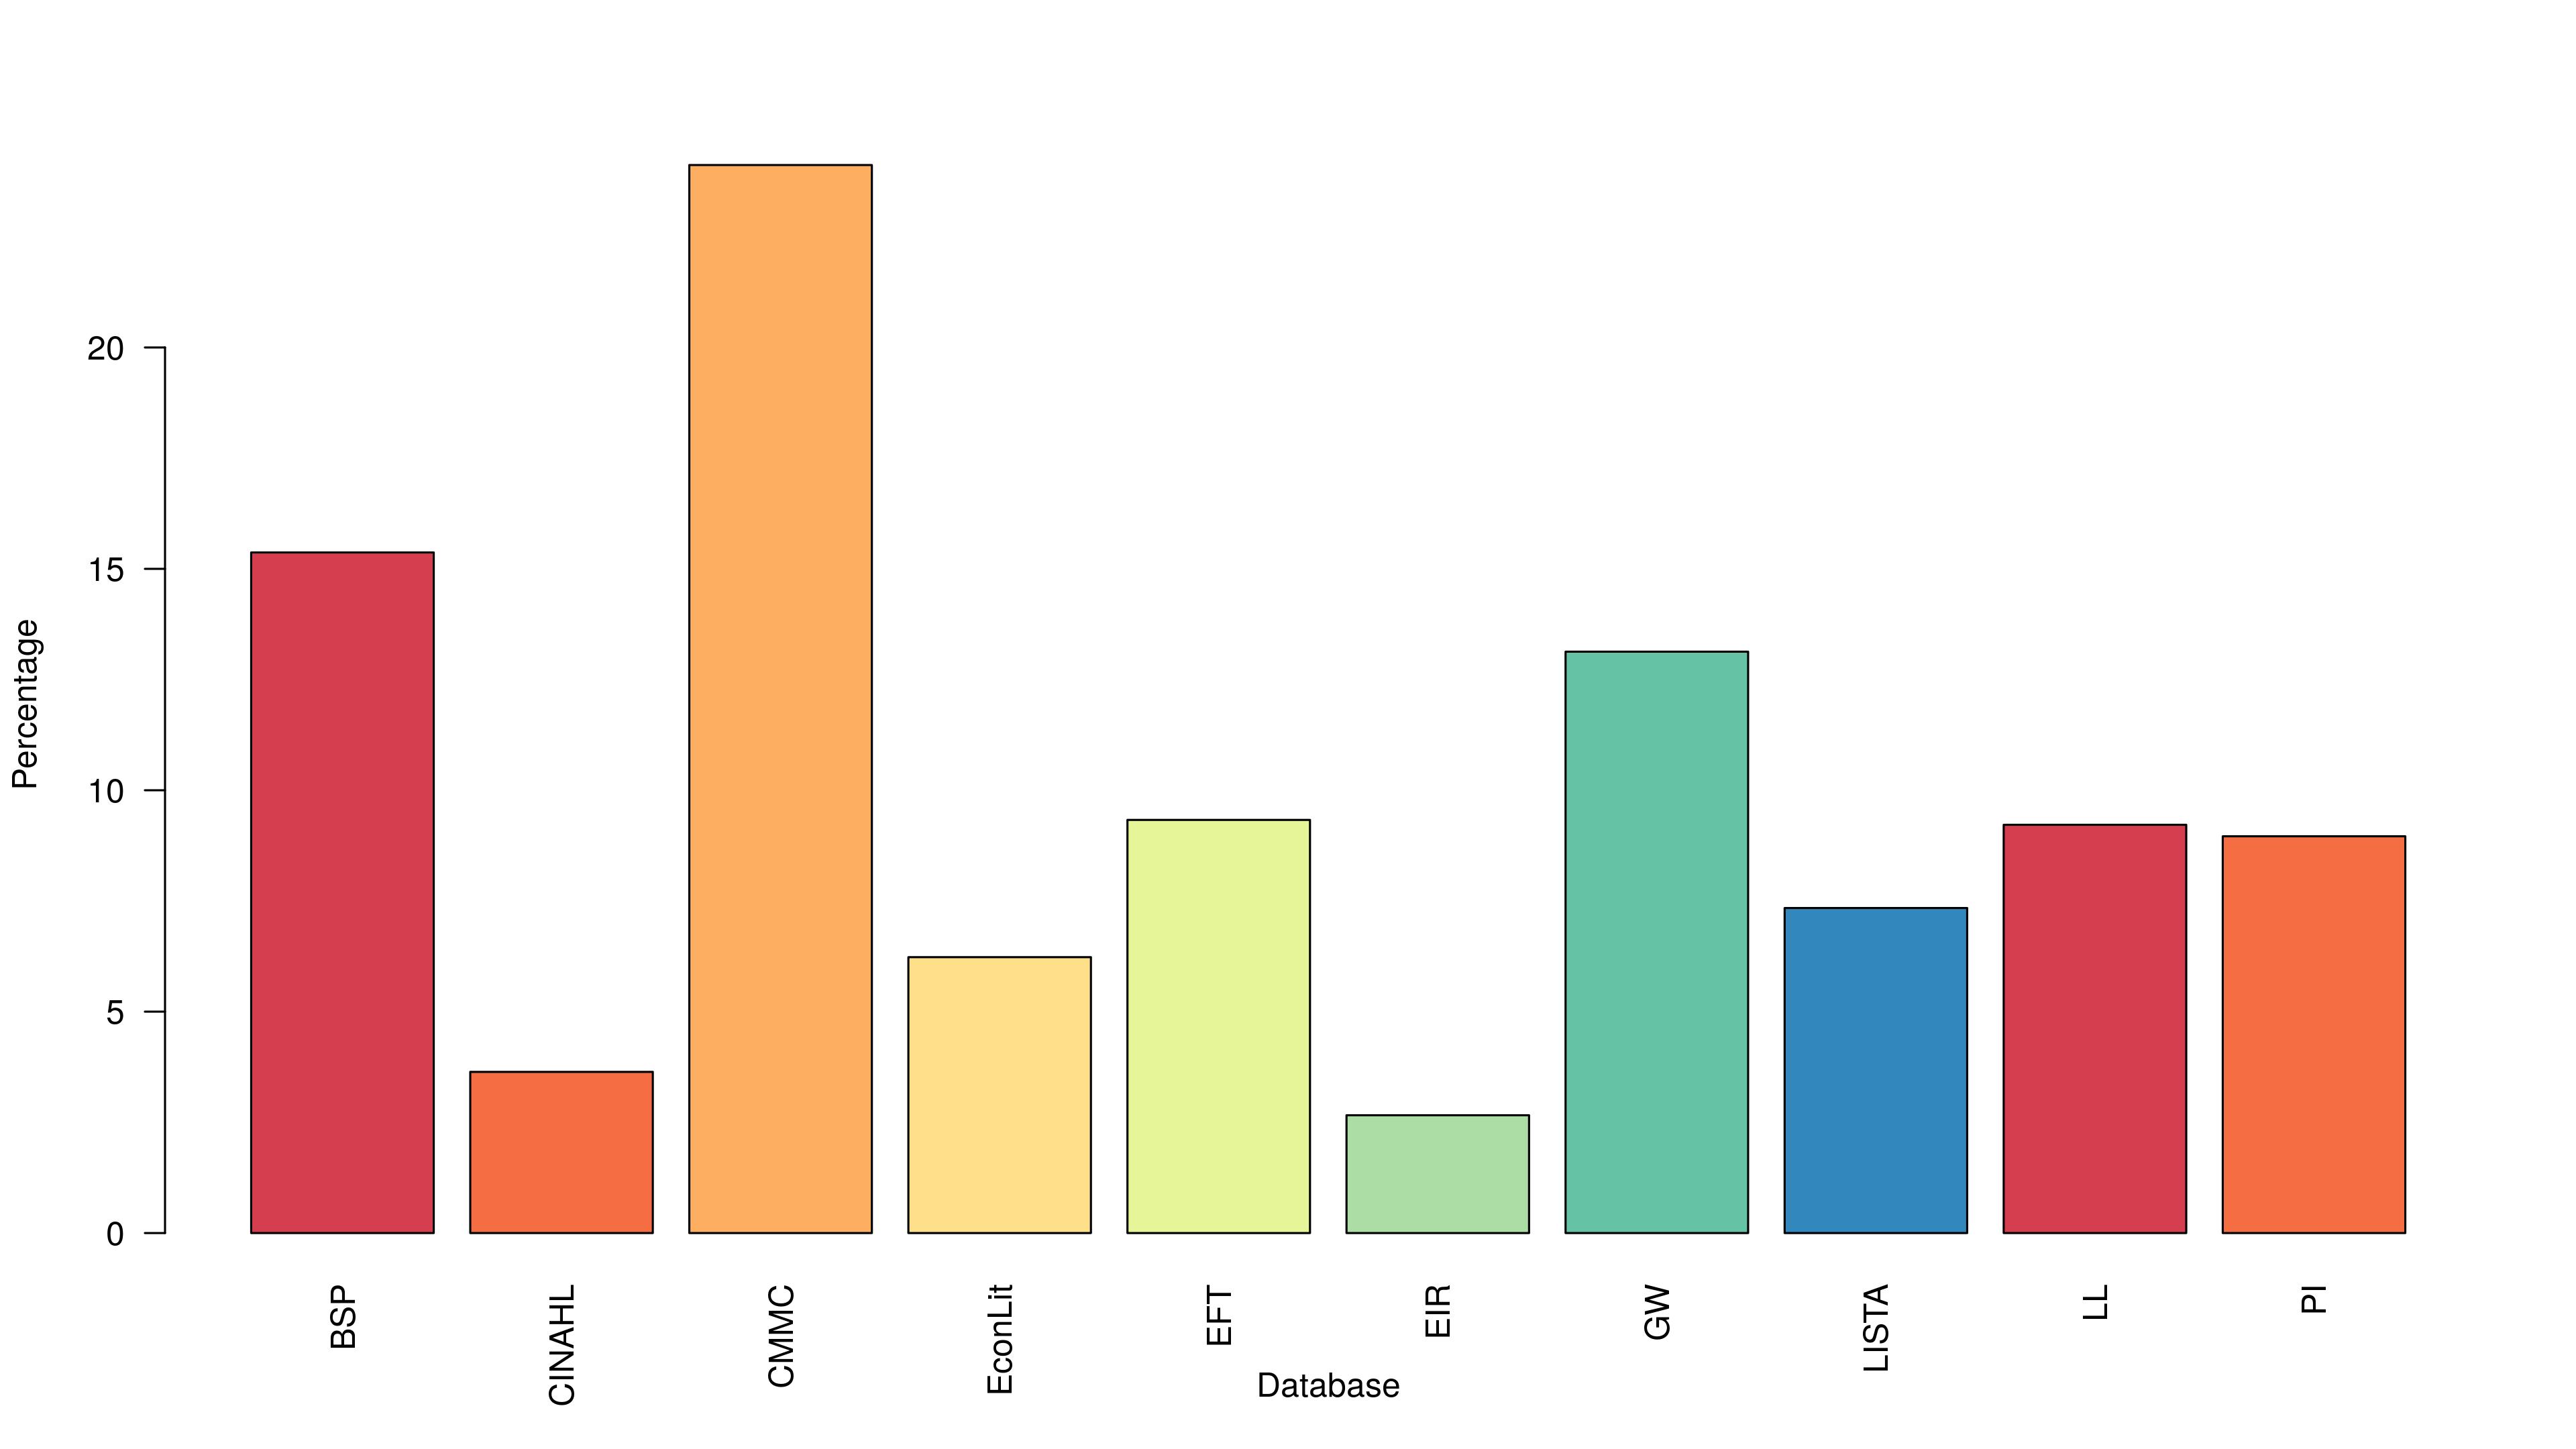 Percentage
20
15
10
5
0
BSP
CINAHL
CMMC
EconLit
EFT
EIR
GW
LISTA
LL
PI
Database